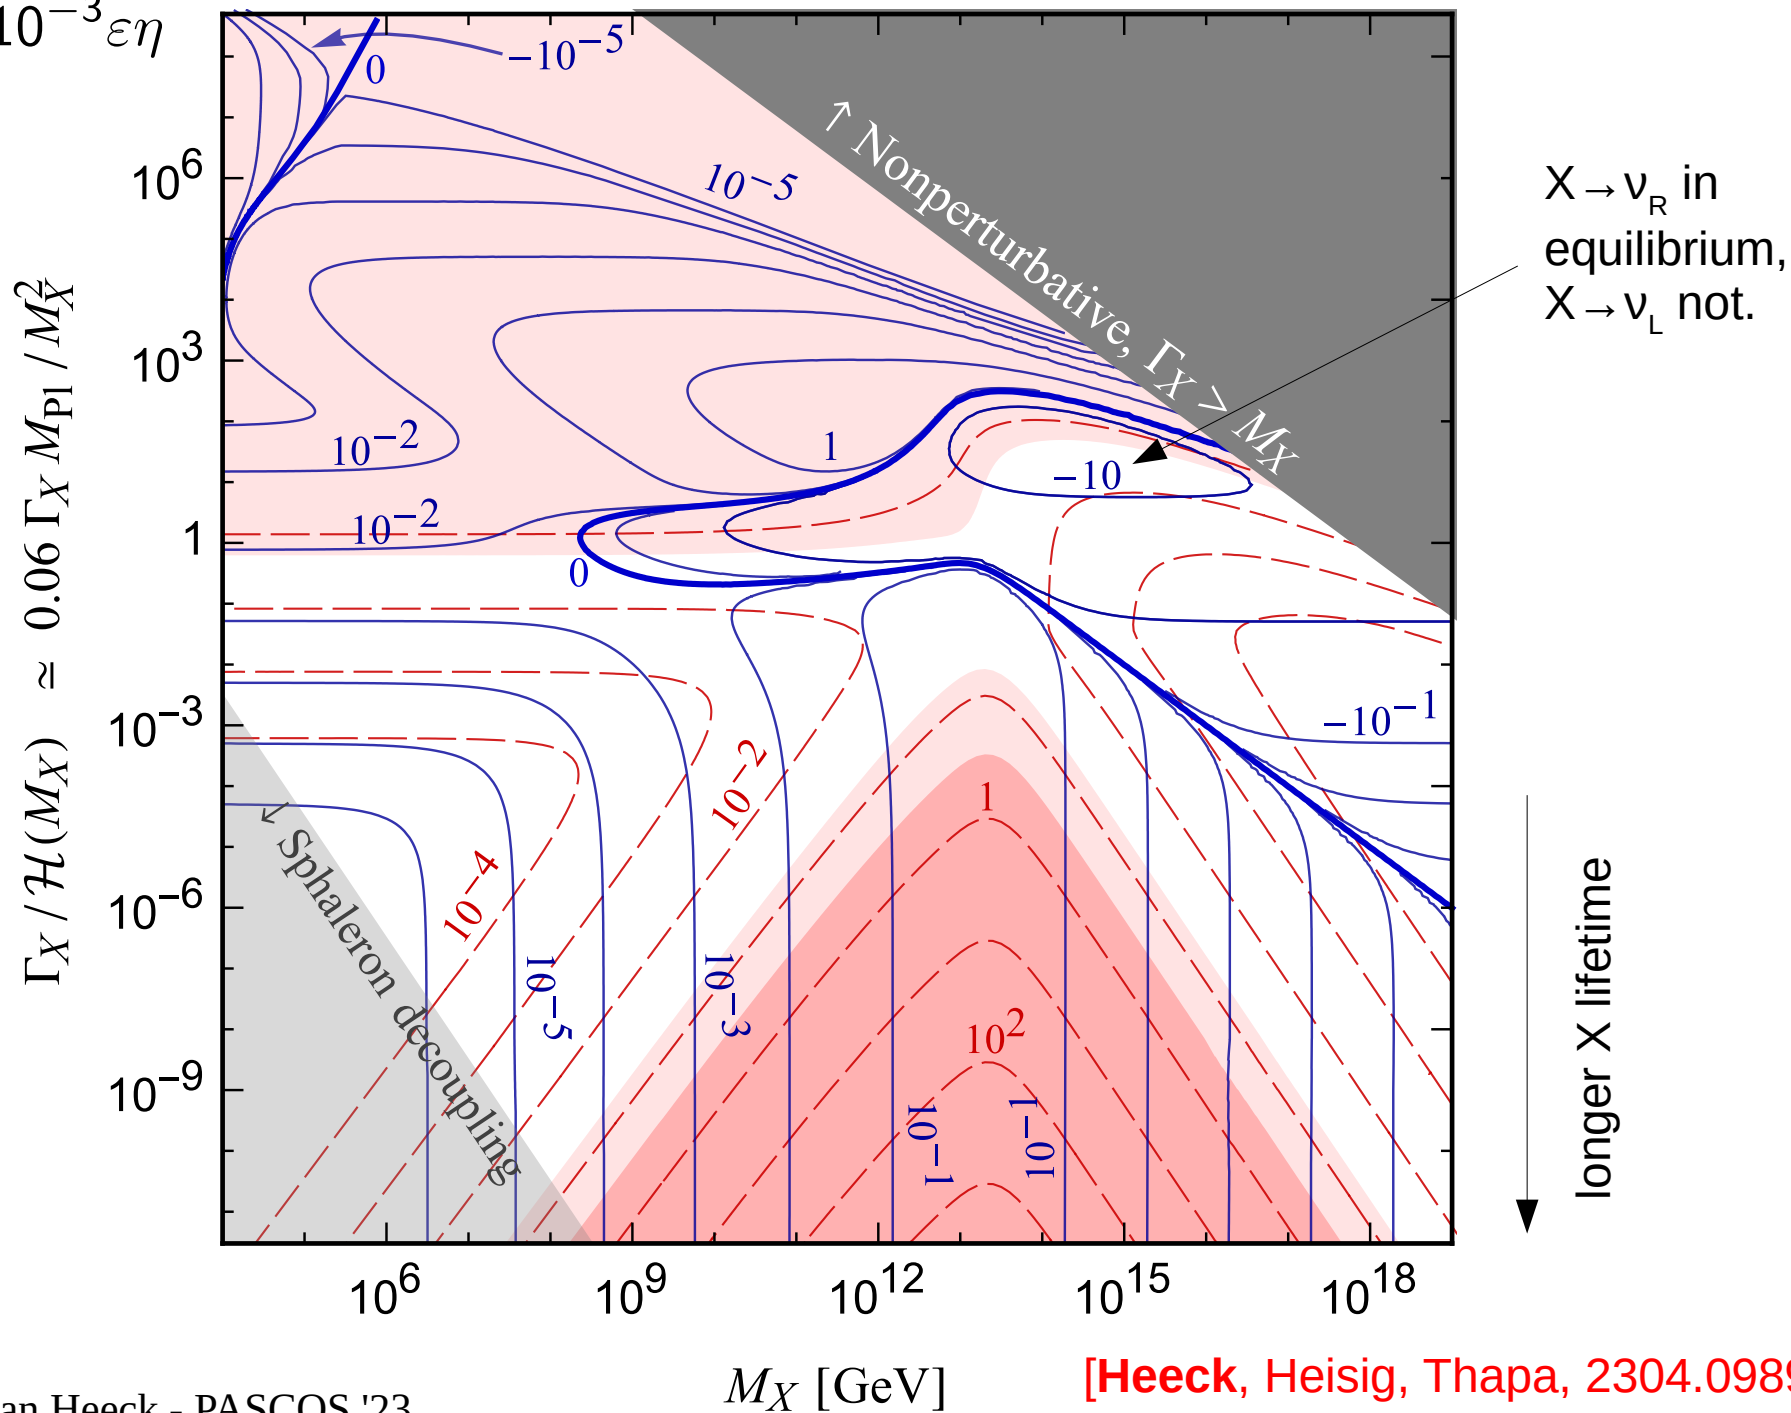 10⁻³ εη
−10⁻⁵
0
10⁻⁵
↑ Nonperturbative, Γ_X > M_X
X→ν_R in
equilibrium,
X→ν_L not.
10⁶
10³
1
10⁻³
10⁻⁶
10⁻⁹
Γ_X / ℋ(M_X) ≃ 0.06 Γ_X M_Pl / M_X²
10⁻²
1
−10
10⁻²
0
−10⁻¹
10⁻²
1
10⁻⁴
↓ Sphaleron decoupling
10⁻⁵
10⁻³
10²
10⁻¹
10⁻¹
longer X lifetime
10⁶
10⁹
10¹²
10¹⁵
10¹⁸
M_X [GeV]
[Heeck, Heisig, Thapa, 2304.0989
an Heeck - PASCOS '23